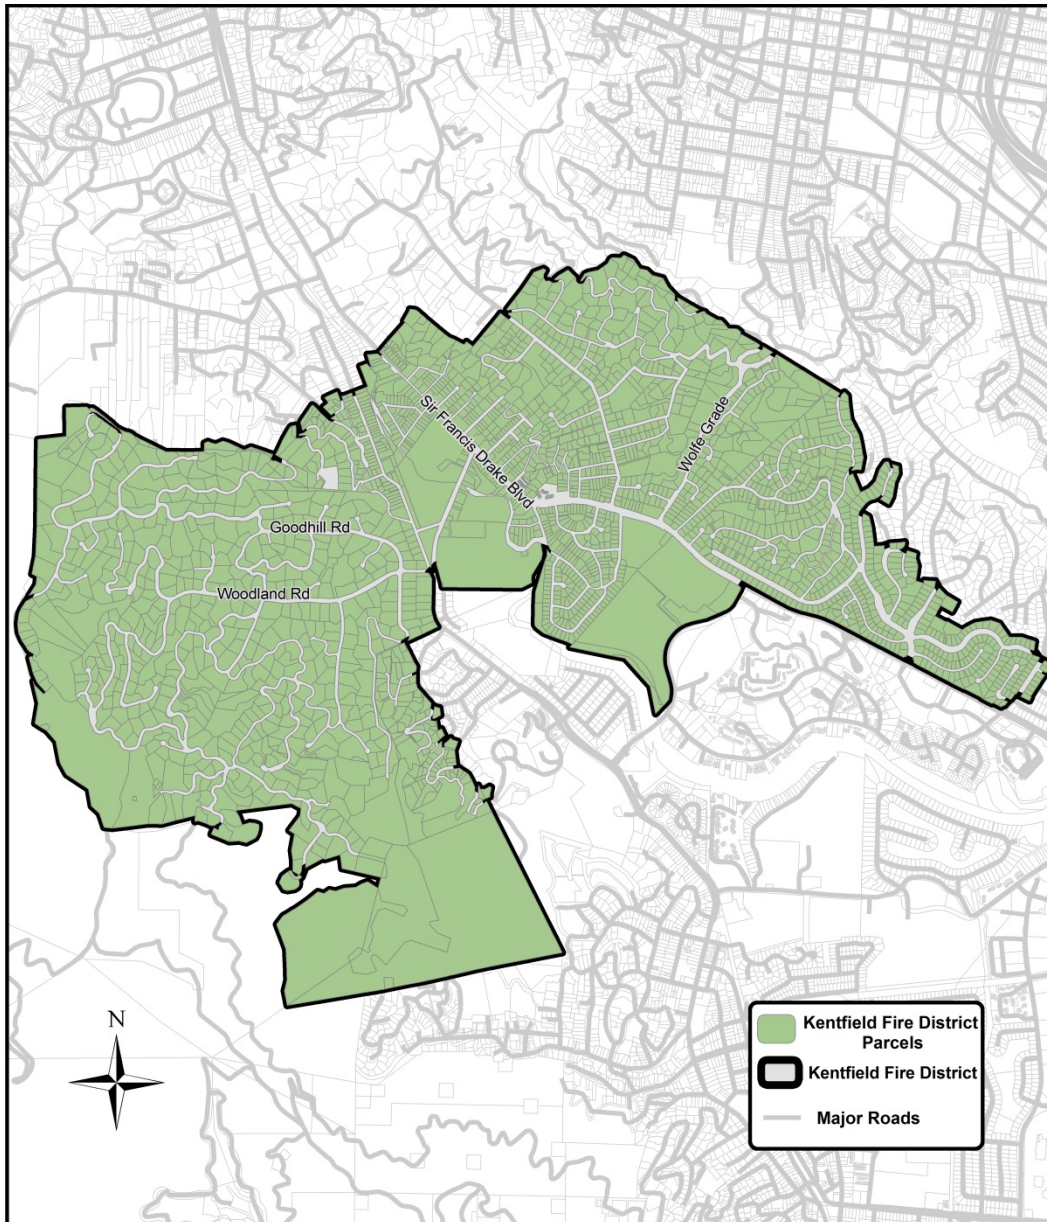 Sir Francis Drake Blvd
Wolfe Grade
Goodhill Rd
Woodland Rd
N
Kentfield Fire District
Parcels
Kentfield Fire District
Major Roads